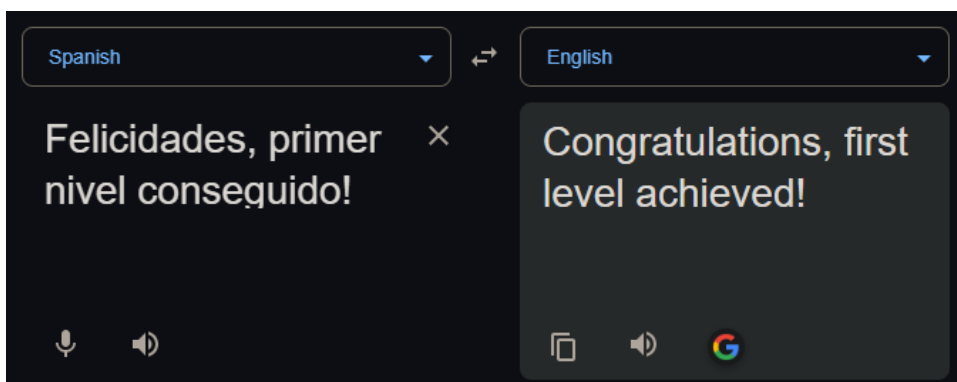 Spanish
English
Felicidades, primer
nivel conseguido!
Congratulations, first
level achieved!